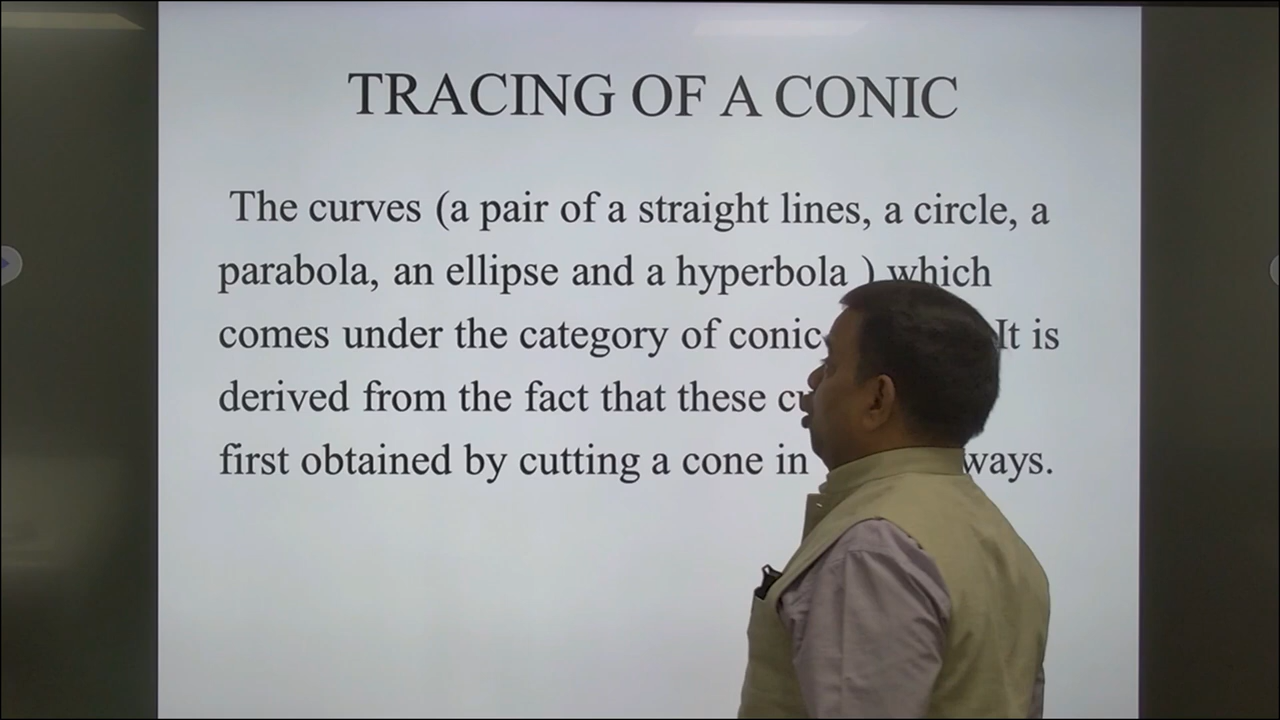 TRACING OF A CONIC
The curves (a pair of a straight lines, a circle, a
parabola, an ellipse and a hyperbola ) which
comes under the category of conic It is
derived from the fact that these
first obtained by cutting a cone in ways.